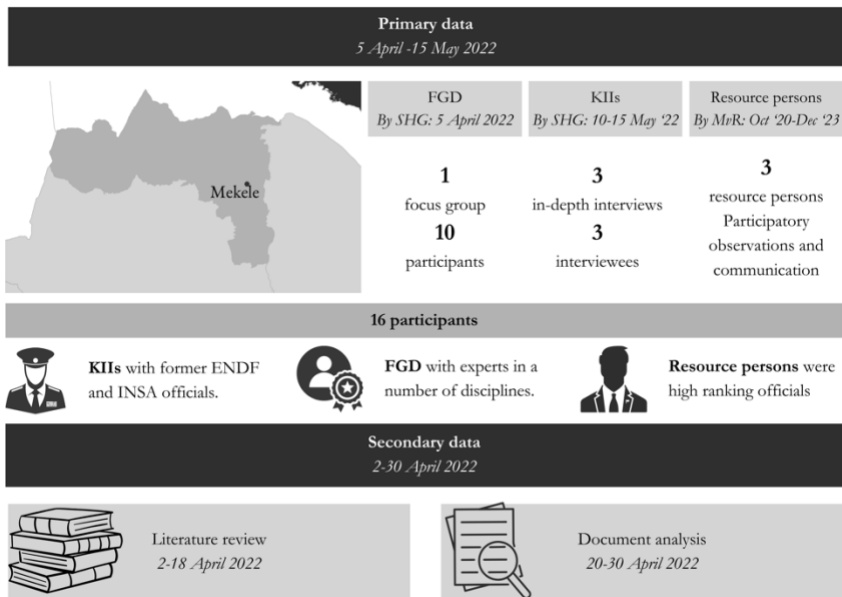 Primary data
5 April -15 May 2022
Mekele
FGD
By SHG: 5 April 2022
KIIs
By SHG: 10-15 May ‘22
Resource persons
By MvR: Oct ‘20-Dec ‘23
1
focus group
10
participants
3
in-depth interviews
3
interviewees
3
resource persons
Participatory
observations and
communication
16 participants
KIIs with former ENDF
and INSA officials.
FGD with experts in a
number of disciplines.
Resource persons were
high ranking officials
Secondary data
2-30 April 2022
Literature review
2-18 April 2022
Document analysis
20-30 April 2022